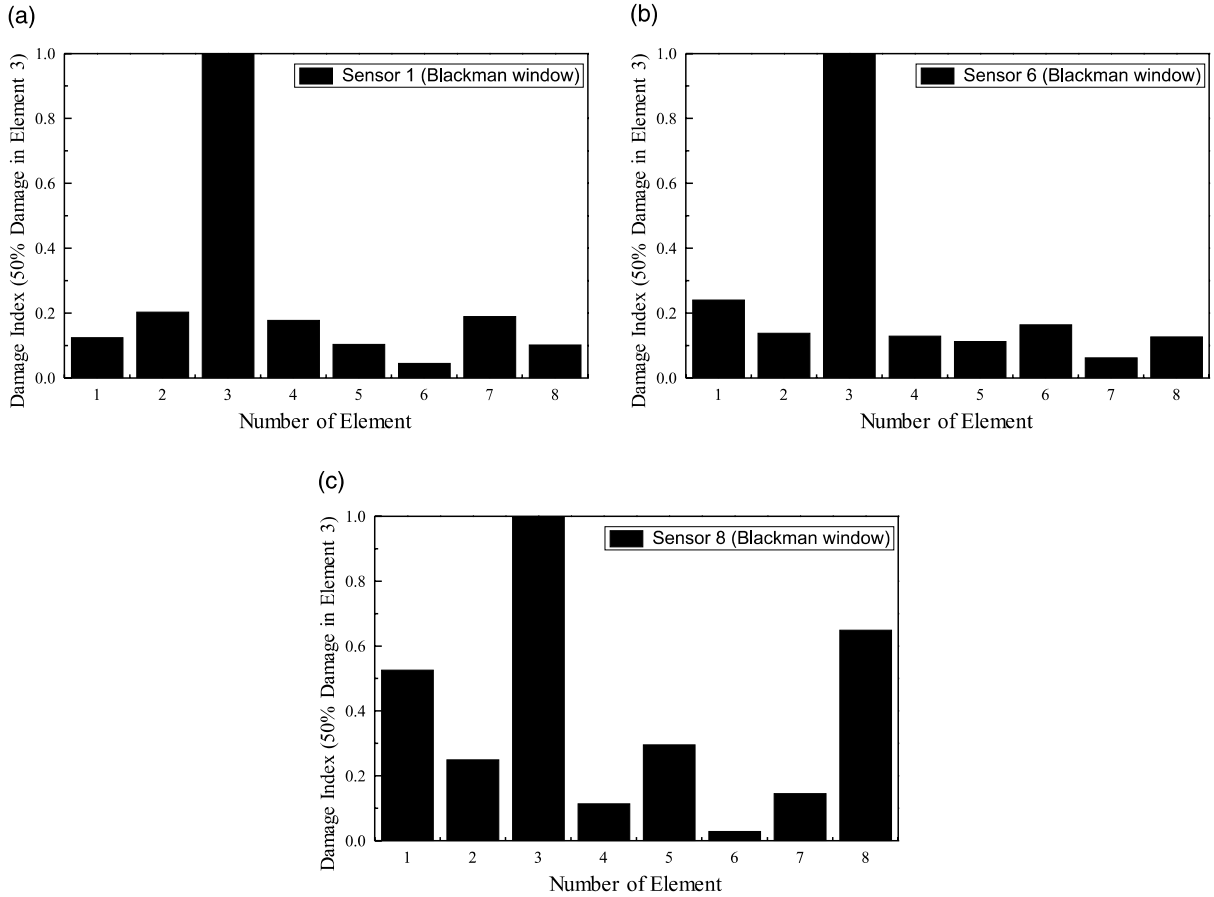 (a)
Damage Index (50% Damage in Element 3)
1.0
0.8
0.6
0.4
0.2
0.0
Sensor 1 (Blackman window)
1 2 3 4 5 6 7 8
Number of Element
(b)
Damage Index (50% Damage in Element 3)
1.0
0.8
0.6
0.4
0.2
0.0
Sensor 6 (Blackman window)
1 2 3 4 5 6 7 8
Number of Element
(c)
Damage Index (50% Damage in Element 3)
1.0
0.8
0.6
0.4
0.2
0.0
Sensor 8 (Blackman window)
1 2 3 4 5 6 7 8
Number of Element